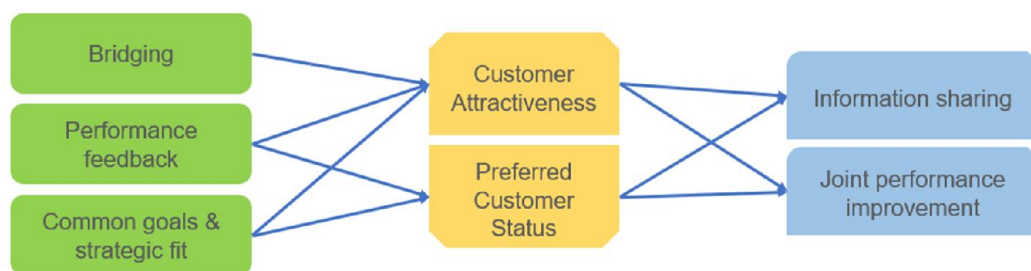 Bridging
Performance
feedback
Common goals &
strategic fit
Customer
Attractiveness
Preferred
Customer
Status
Information sharing
Joint performance
improvement